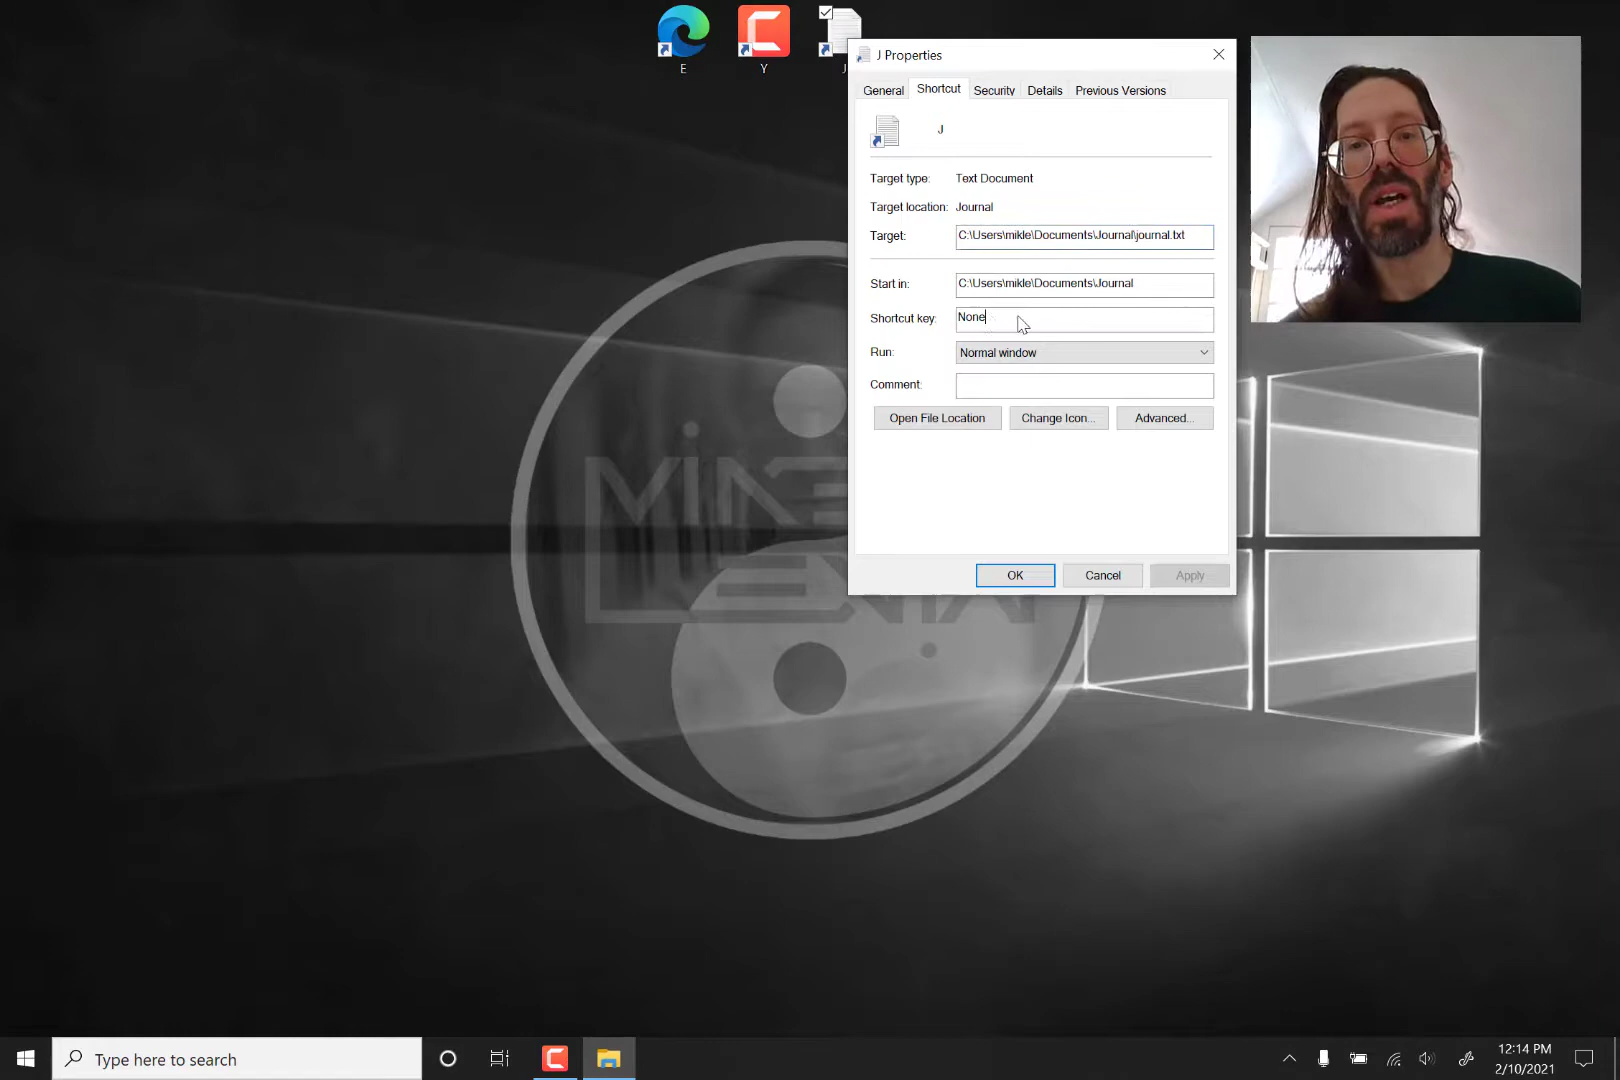 E
Y
J
J Properties
General Shortcut Security Details Previous Versions
J
Target type: Text Document
Target location: Journal
Target: C:\Users\mikle\Documents\Journal\journal.txt
Start in: C:\Users\mikle\Documents\Journal
Shortcut key: None
Run: Normal window
Comment:
Open File Location Change Icon... Advanced...
OK Cancel Apply
Type here to search
12:14 PM
2/10/2021